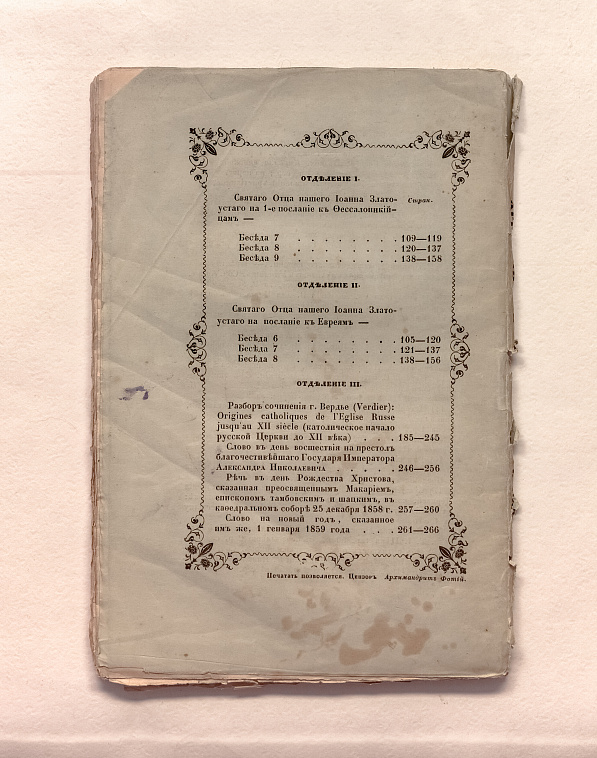 ОТДѢЛЕНІЕ I.
Святаго Отца нашего Іоанна Злато- Стран.
устаго на 1-е посланіе къ Ѳессалоникій-
цамъ —
Бесѣда 7 . . . . . . . . 109—119
Бесѣда 8 . . . . . . . . 120—137
Бесѣда 9 . . . . . . . . 138—158
ОТДѢЛЕНІЕ II.
Святаго Отца нашего Іоанна Злато-
устаго на посланіе къ Евреямъ —
Бесѣда 6 . . . . . . . . 105—120
Бесѣда 7 . . . . . . . . 121—137
Бесѣда 8 . . . . . . . . 138—156
ОТДѢЛЕНІЕ III.
Разборъ сочиненія г. Вердье (Verdier):
Origines catholiques de l'Eglise Russe
jusqu'au XII siècle (католическое начало
русской Церкви до XII вѣка) . . . 185—245
Слово въ день восшествія на престолъ
благочестивѣйшаго Государя Императора
Александра Николаевича . . . . . 246—256
Рѣчь въ день Рождества Христова,
сказанная преосвященнымъ Макаріемъ,
епископомъ тамбовскимъ и шацкимъ, въ
каѳедральномъ соборѣ 25 декабря 1858 г. 257—260
Слово на новый годъ, сказанное
имъ же, 1 генваря 1859 года . . . 261—266
Печатать позволяется. Цензоръ Архимандритъ Фотій.